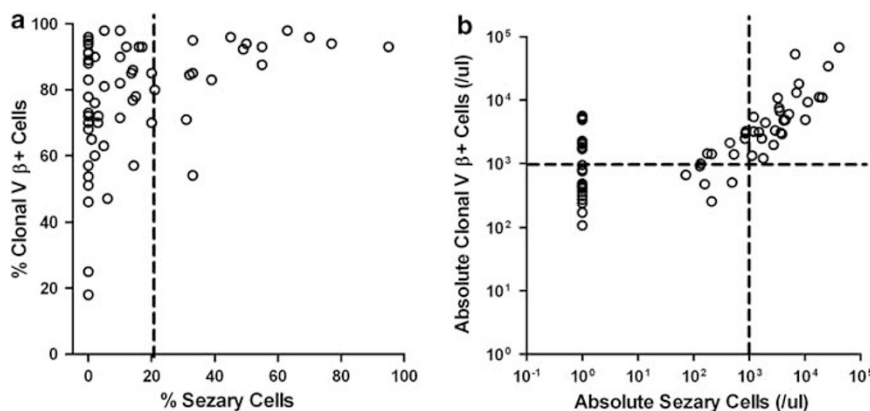 a
% Clonal V β+ Cells
100
80
60
40
20
0
0 20 40 60 80 100
% Sezary Cells
b
Absolute Clonal V β+ Cells (/ul)
10⁵
10⁴
10³
10²
10¹
10⁰
10⁻¹ 10⁰ 10¹ 10² 10³ 10⁴ 10⁵
Absolute Sezary Cells (/ul)